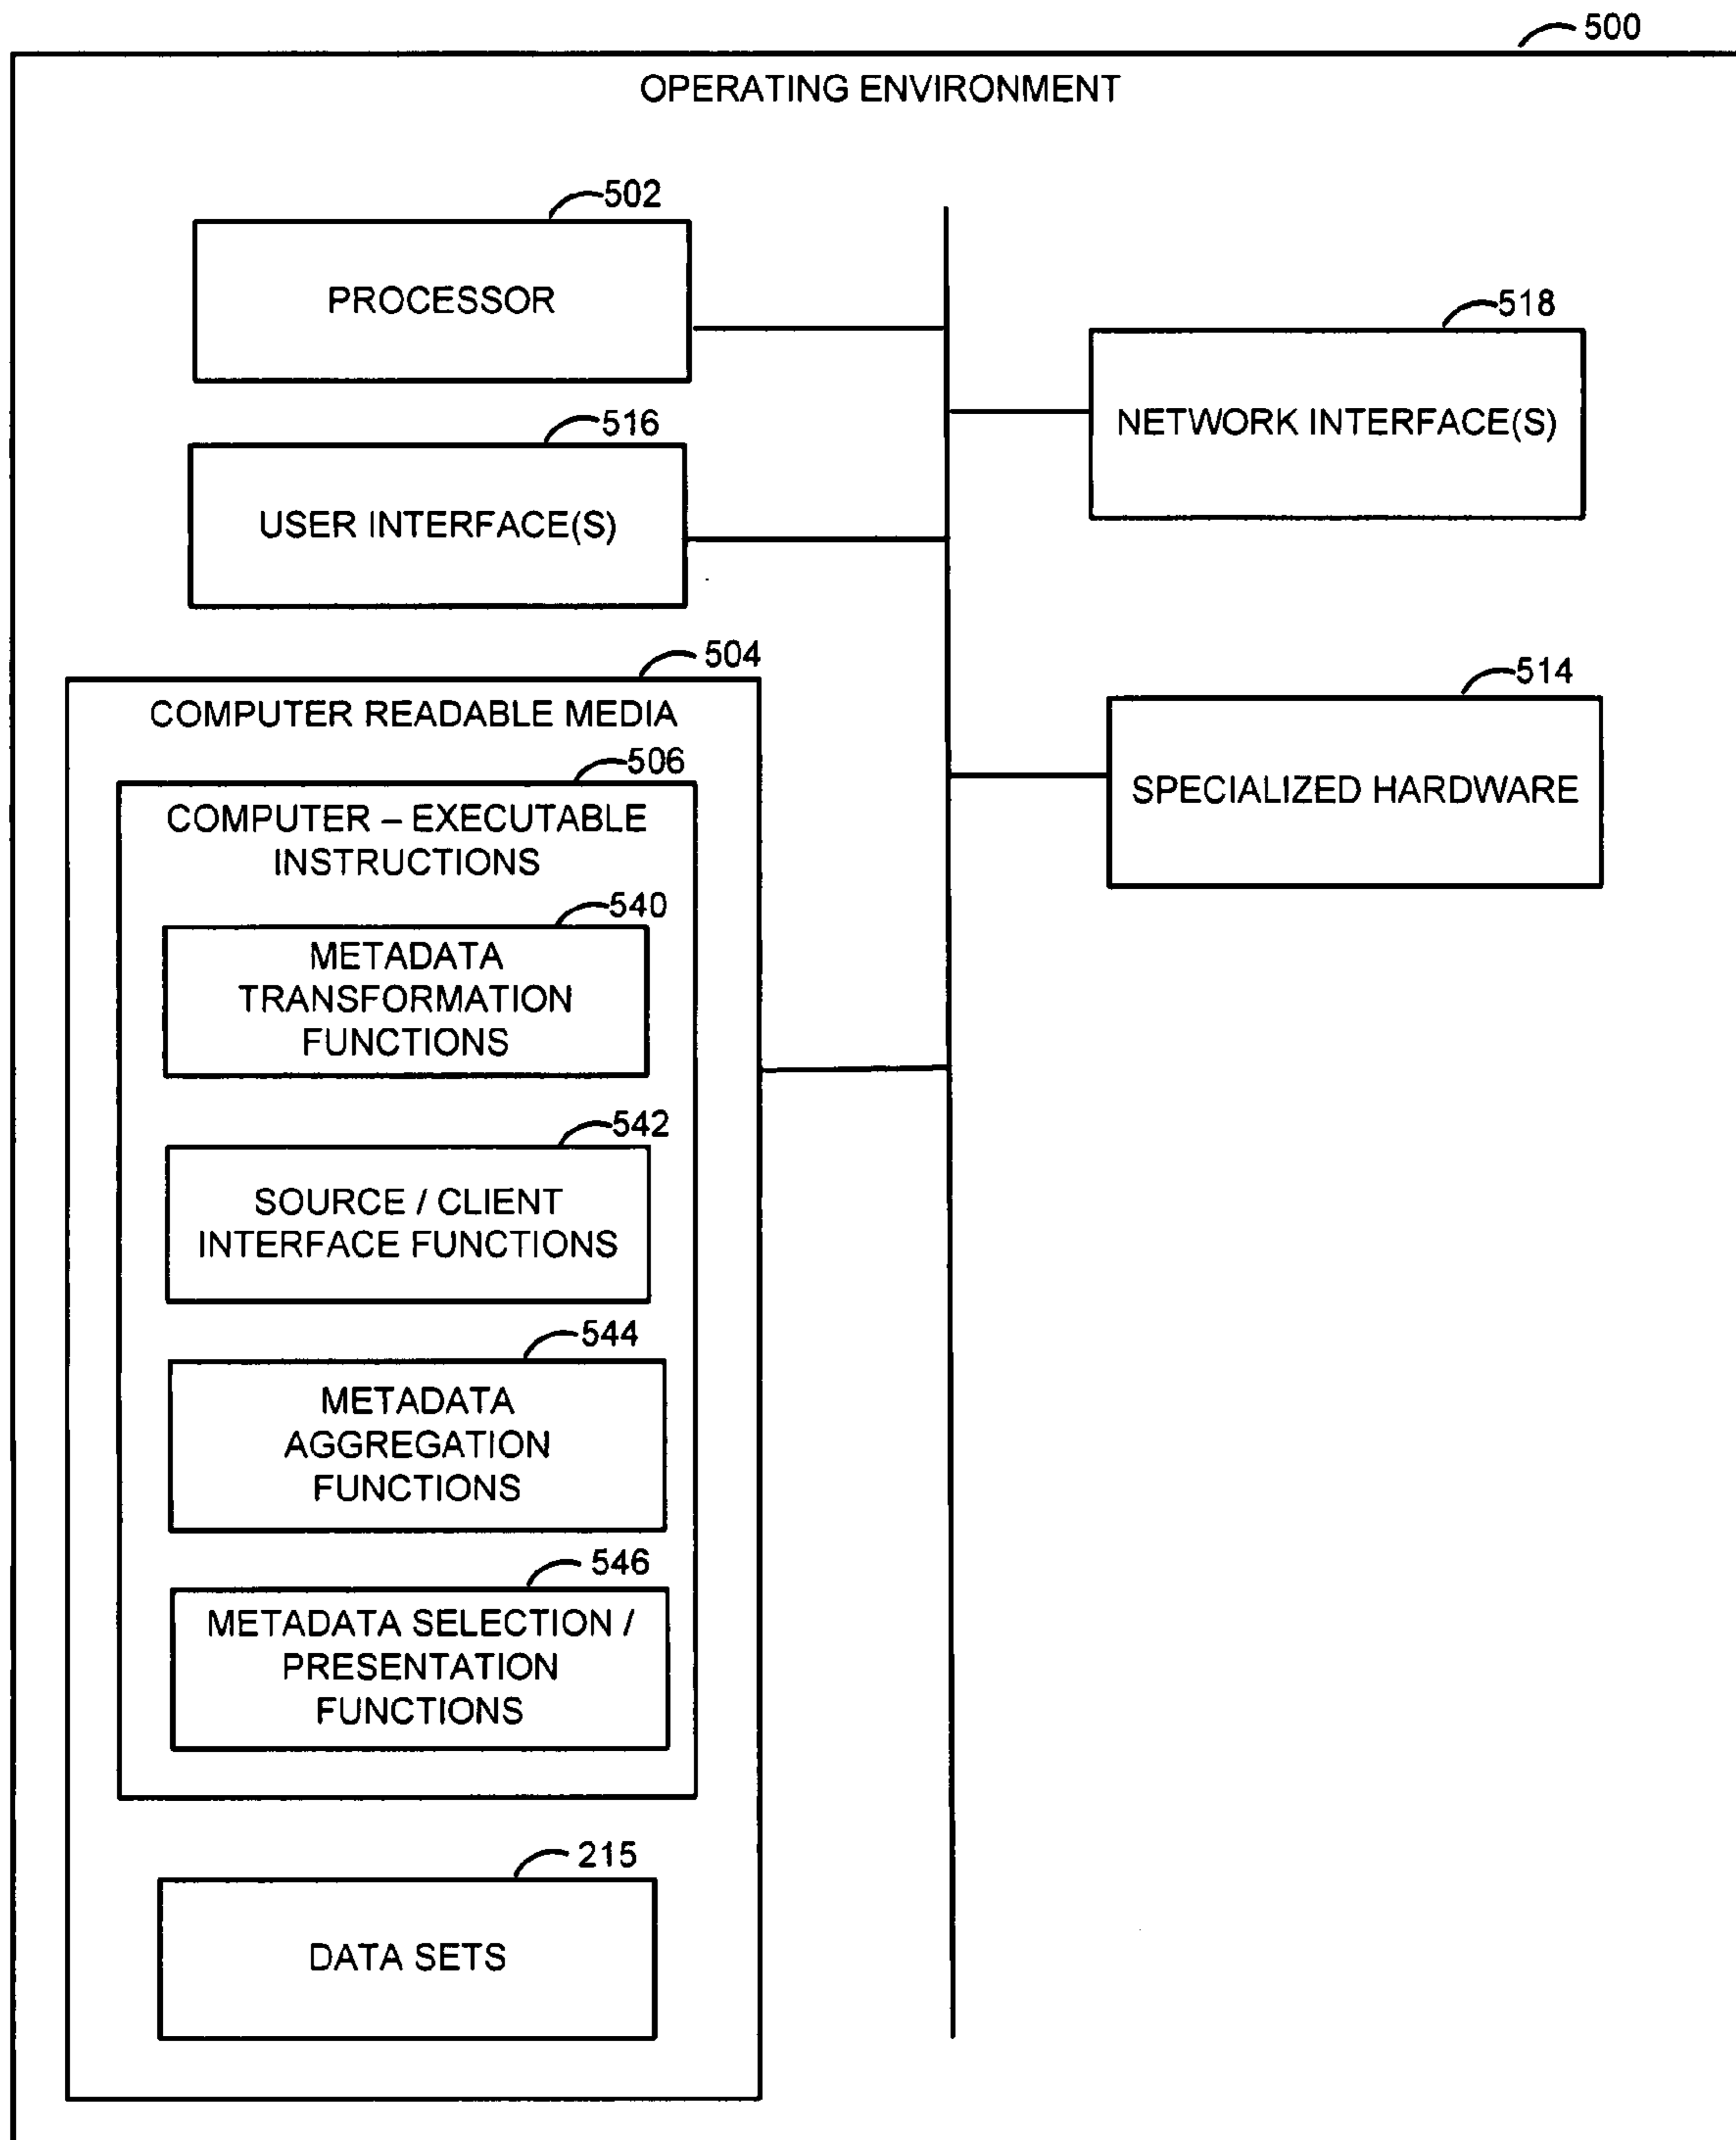 500
OPERATING ENVIRONMENT
502
PROCESSOR
518
NETWORK INTERFACE(S)
516
USER INTERFACE(S)
504
COMPUTER READABLE MEDIA
514
SPECIALIZED HARDWARE
506
COMPUTER – EXECUTABLE
INSTRUCTIONS
540
METADATA
TRANSFORMATION
FUNCTIONS
542
SOURCE / CLIENT
INTERFACE FUNCTIONS
544
METADATA
AGGREGATION
FUNCTIONS
546
METADATA SELECTION /
PRESENTATION
FUNCTIONS
215
DATA SETS